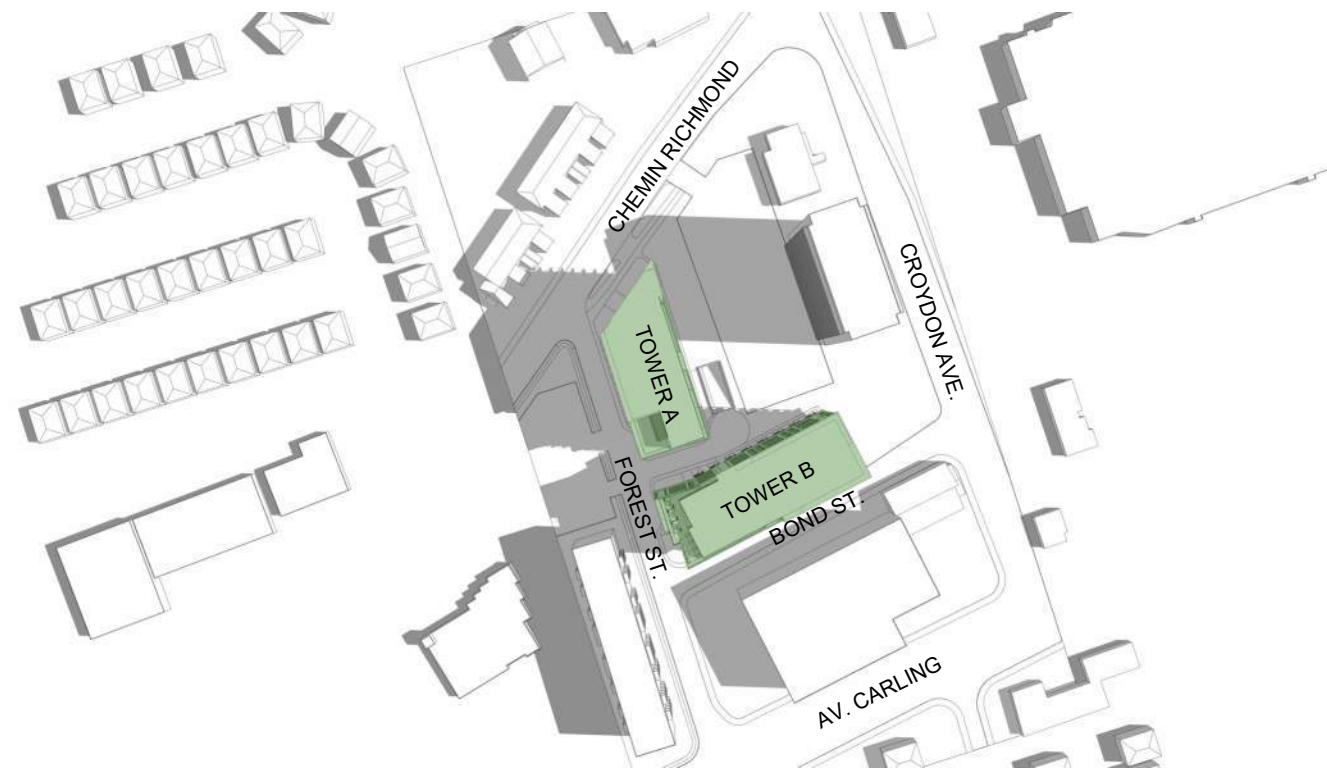 CHEMIN RICHMOND
CROYDON AVE.
TOWER A
TOWER B
FOREST ST.
BOND ST.
AV. CARLING